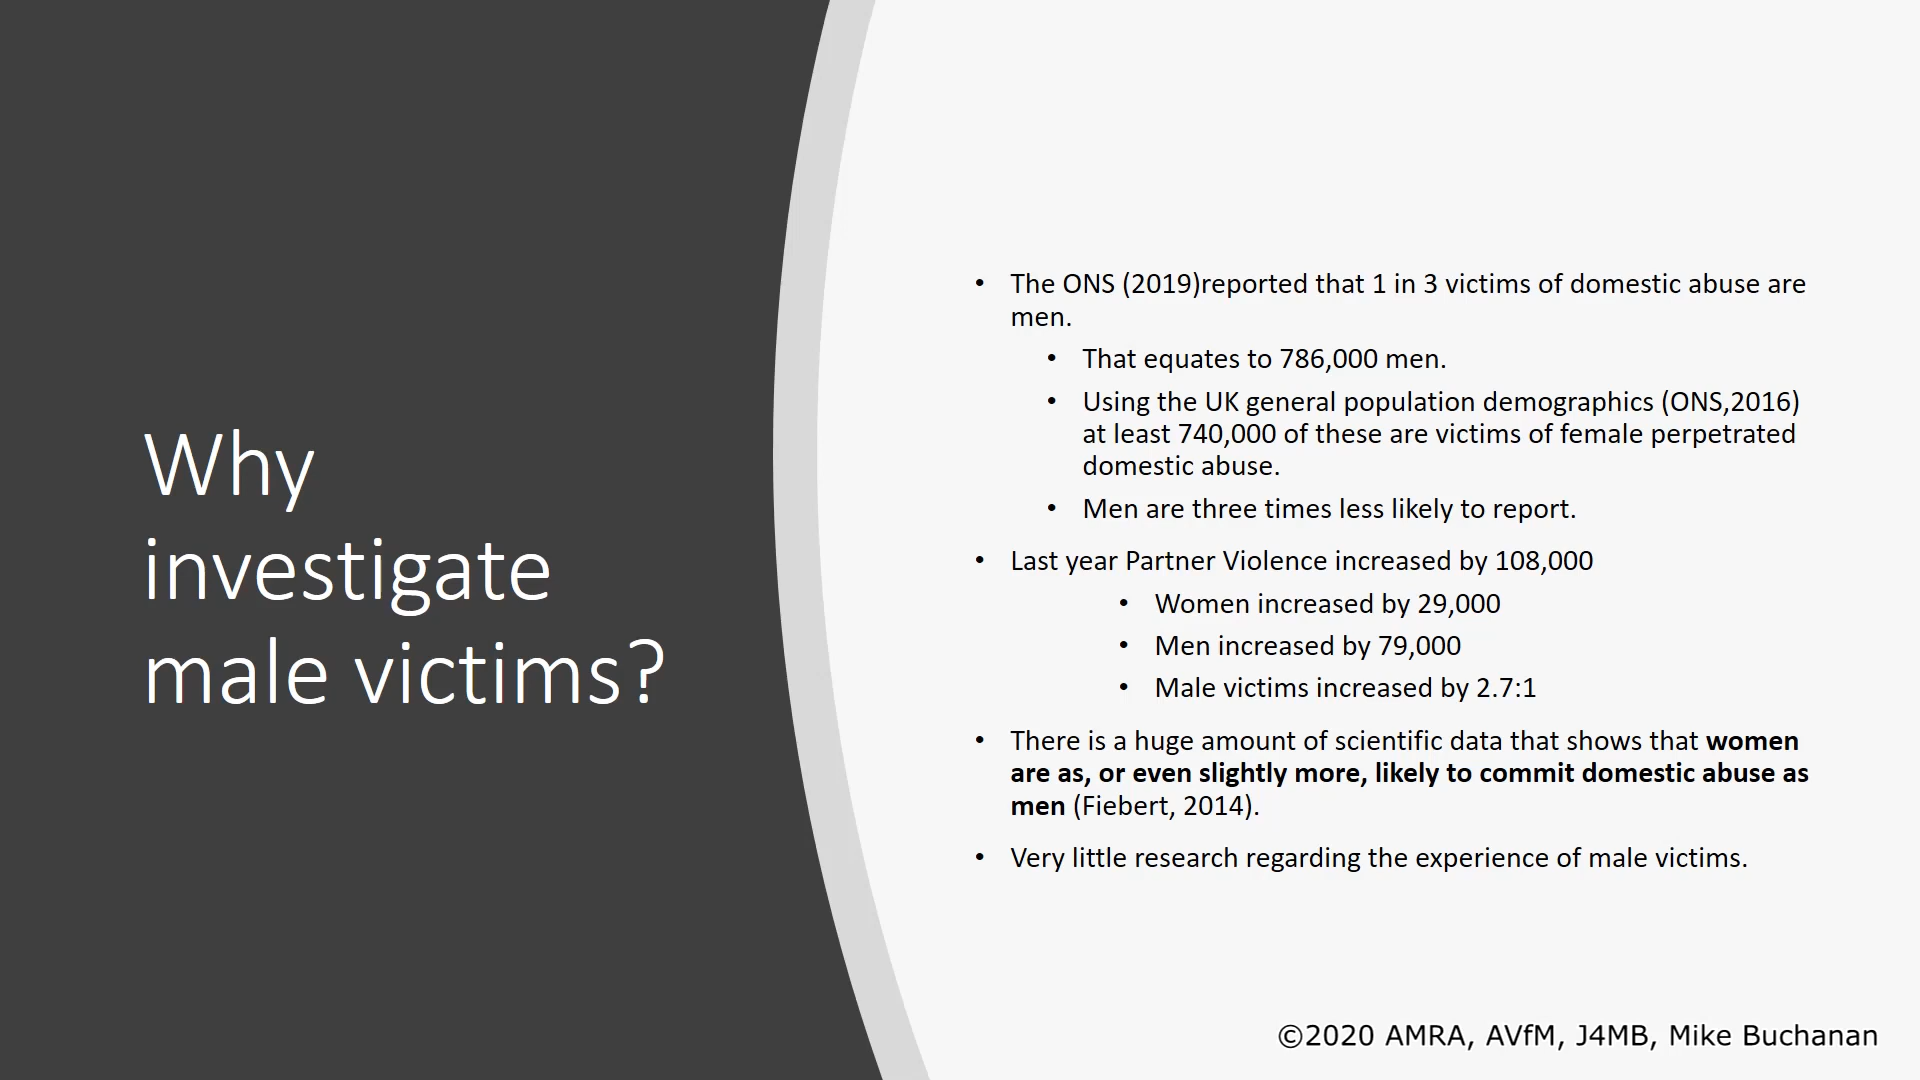 Why
investigate
male victims?
• The ONS (2019)reported that 1 in 3 victims of domestic abuse are
men.
• That equates to 786,000 men.
• Using the UK general population demographics (ONS,2016)
at least 740,000 of these are victims of female perpetrated
domestic abuse.
• Men are three times less likely to report.
• Last year Partner Violence increased by 108,000
• Women increased by 29,000
• Men increased by 79,000
• Male victims increased by 2.7:1
• There is a huge amount of scientific data that shows that women
are as, or even slightly more, likely to commit domestic abuse as
men (Fiebert, 2014).
• Very little research regarding the experience of male victims.
©2020 AMRA, AVfM, J4MB, Mike Buchanan